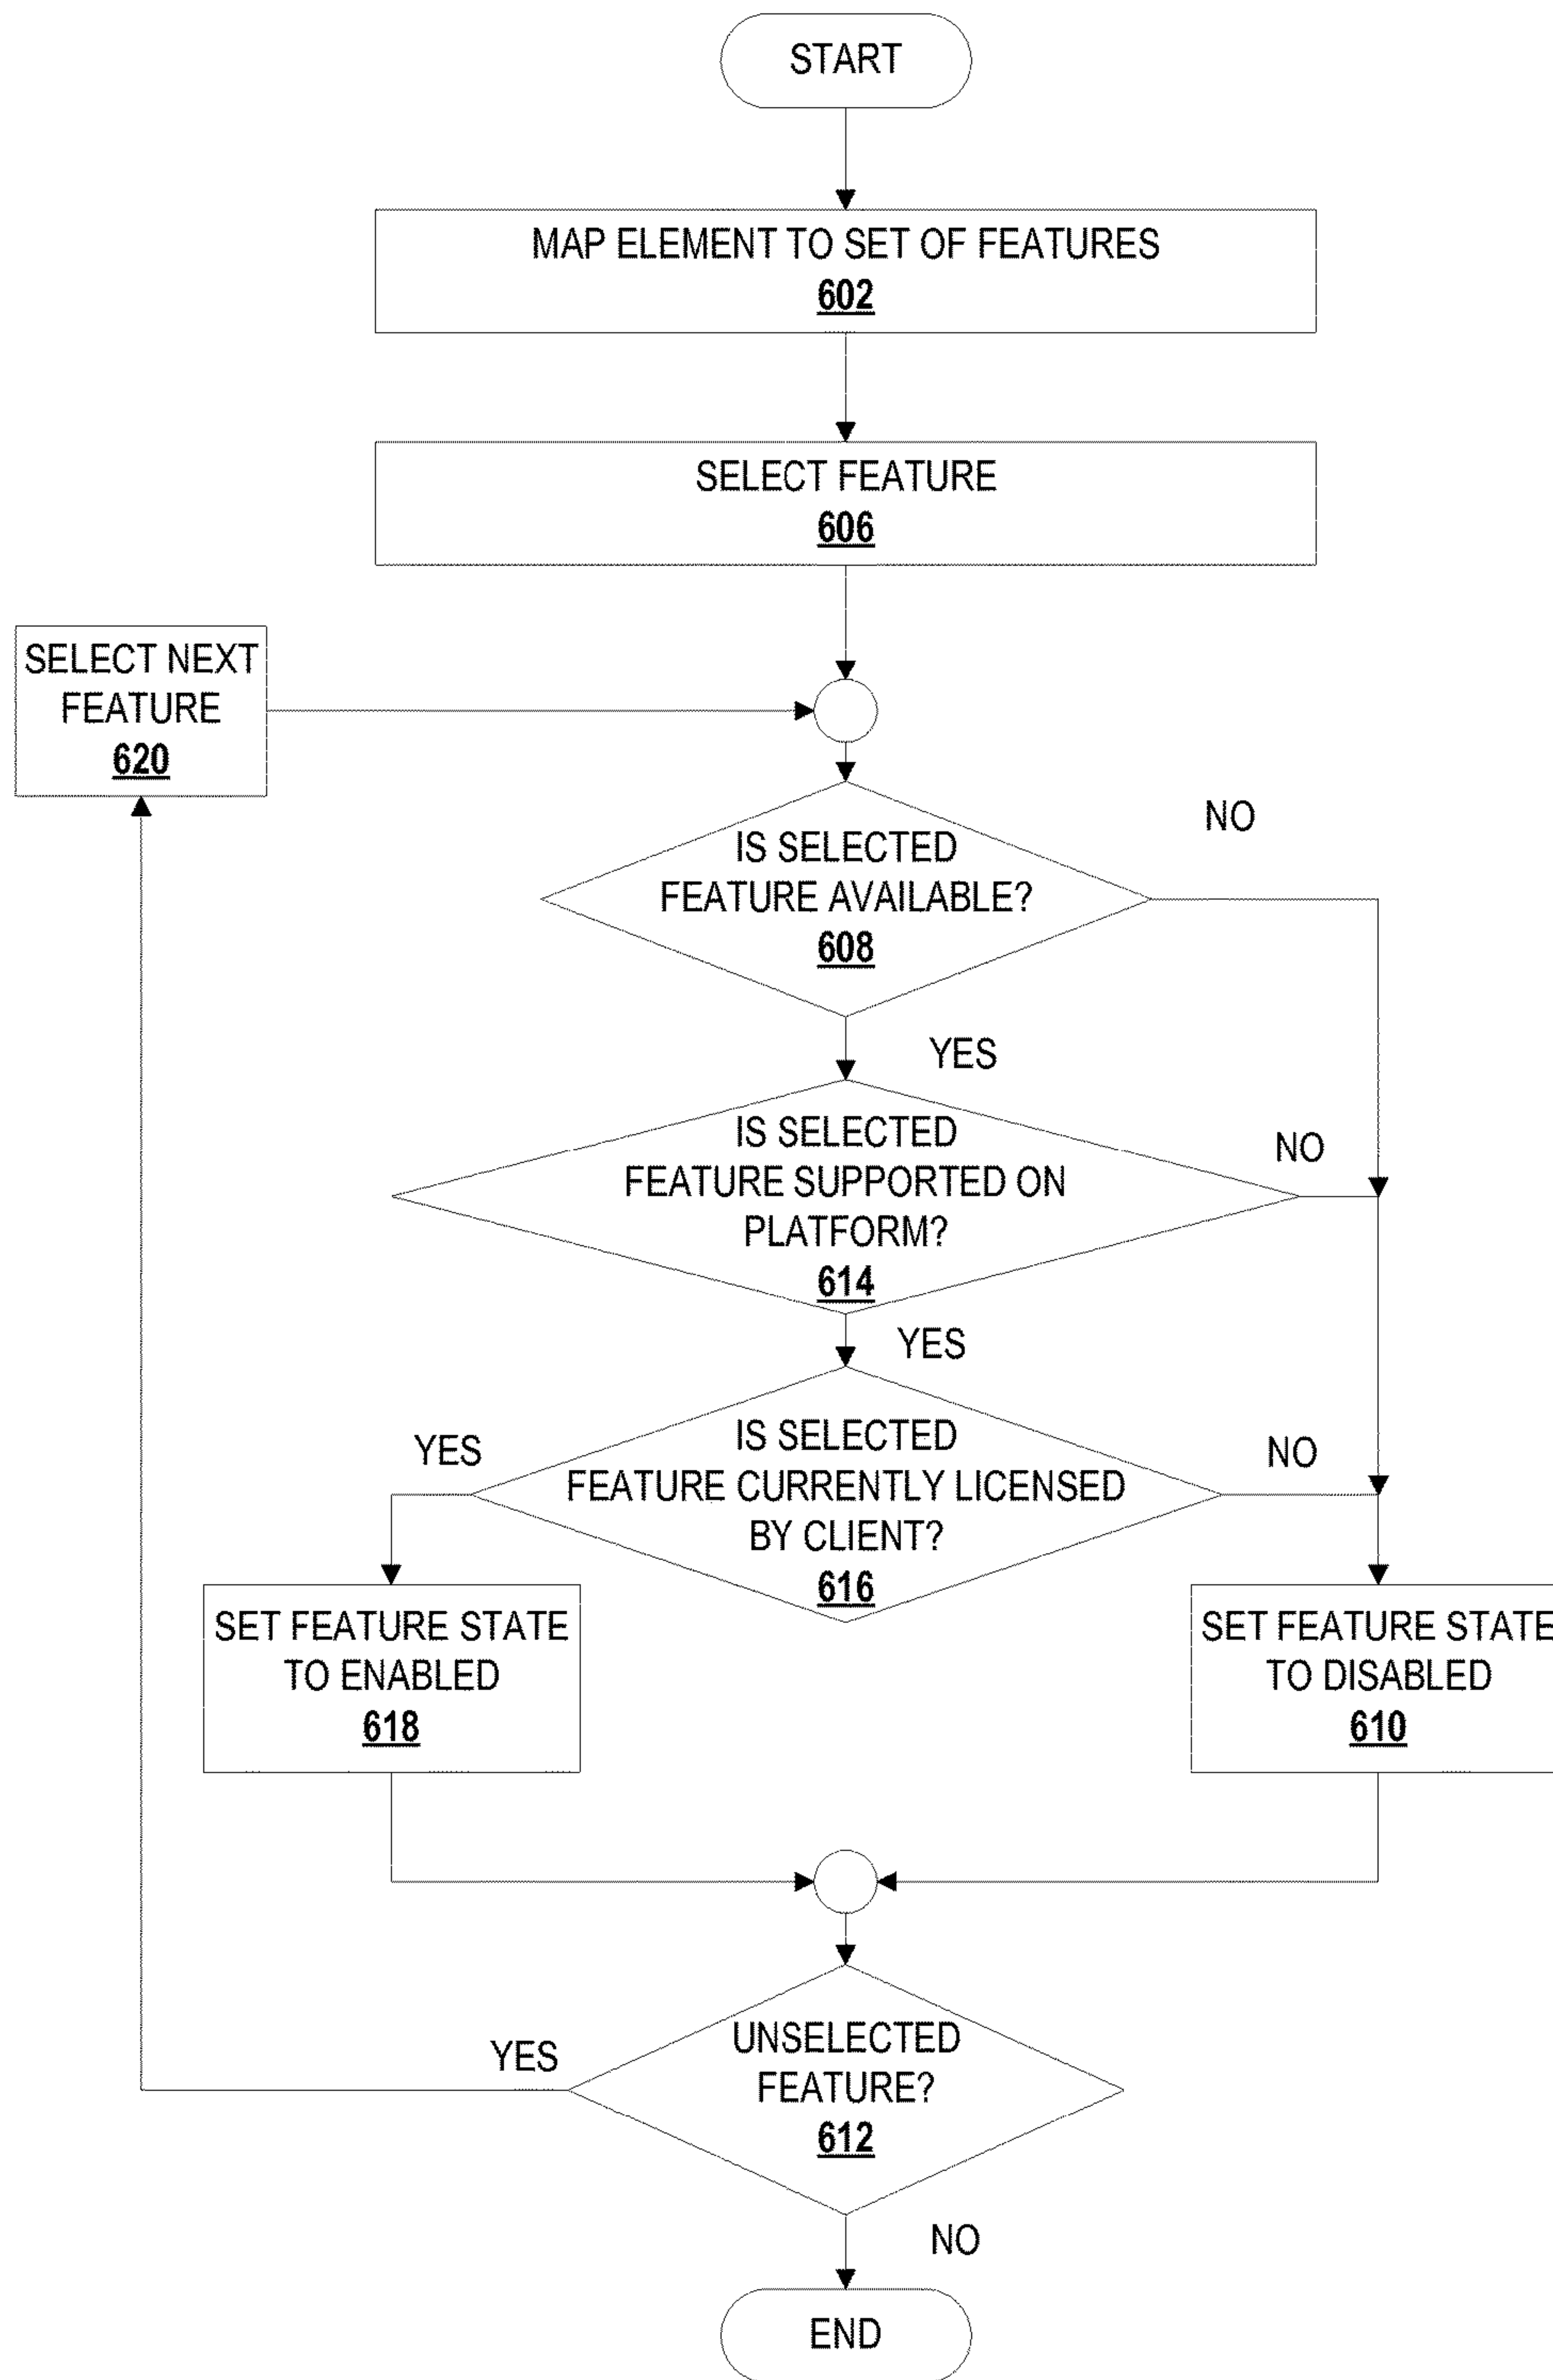 START
MAP ELEMENT TO SET OF FEATURES
602
SELECT FEATURE
606
SELECT NEXT
FEATURE
620
NO
IS SELECTED
FEATURE AVAILABLE?
608
YES
IS SELECTED
FEATURE SUPPORTED ON
PLATFORM?
614
NO
YES
IS SELECTED
FEATURE CURRENTLY LICENSED
BY CLIENT?
616
YES
NO
SET FEATURE STATE
TO ENABLED
618
SET FEATURE STATE
TO DISABLED
610
UNSELECTED
FEATURE?
612
YES
NO
END